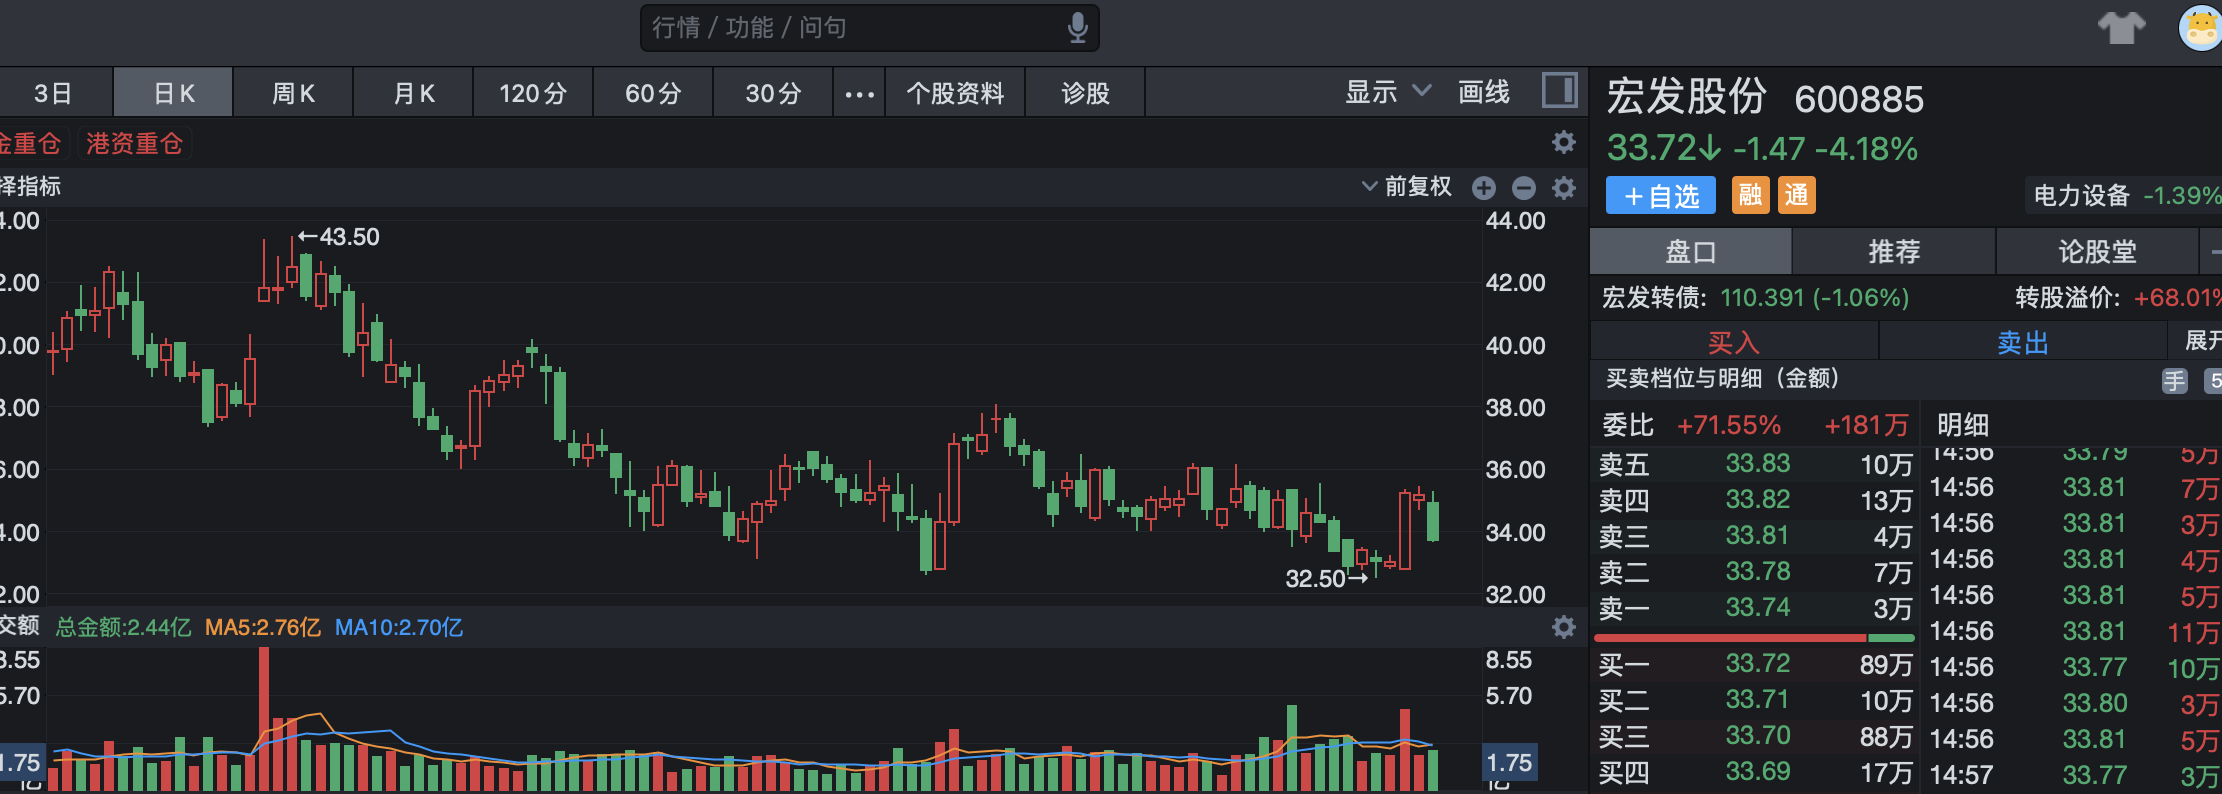 行情 / 功能 / 问句
3日 日K 周K 月K 120分 60分 30分 ••• 个股资料 诊股 显示 画线
金重仓 港资重仓
择指标 前复权
宏发股份 600885
33.72↓ -1.47 -4.18%
+自选 融 通 电力设备 -1.39%
盘口 推荐 论股堂
宏发转债: 110.391 (-1.06%) 转股溢价: +68.01%
买入 卖出 展开
买卖档位与明细（金额） 手 5
委比 +71.55% +181万 明细
卖五 33.83 10万
卖四 33.82 13万
卖三 33.81 4万
卖二 33.78 7万
卖一 33.74 3万
买一 33.72 89万
买二 33.71 10万
买三 33.70 88万
买四 33.69 17万
14:56 33.79 5万
14:56 33.81 7万
14:56 33.81 3万
14:56 33.81 4万
14:56 33.81 5万
14:56 33.81 11万
14:56 33.77 10万
14:56 33.80 3万
14:56 33.81 5万
14:57 33.77 3万
4.00 44.00
←43.50
2.00 42.00
0.00 40.00
8.00 38.00
6.00 36.00
4.00 34.00
32.50→
2.00 32.00
交额 总金额:2.44亿 MA5:2.76亿 MA10:2.70亿
8.55 8.55
5.70 5.70
1.75 1.75
亿 亿